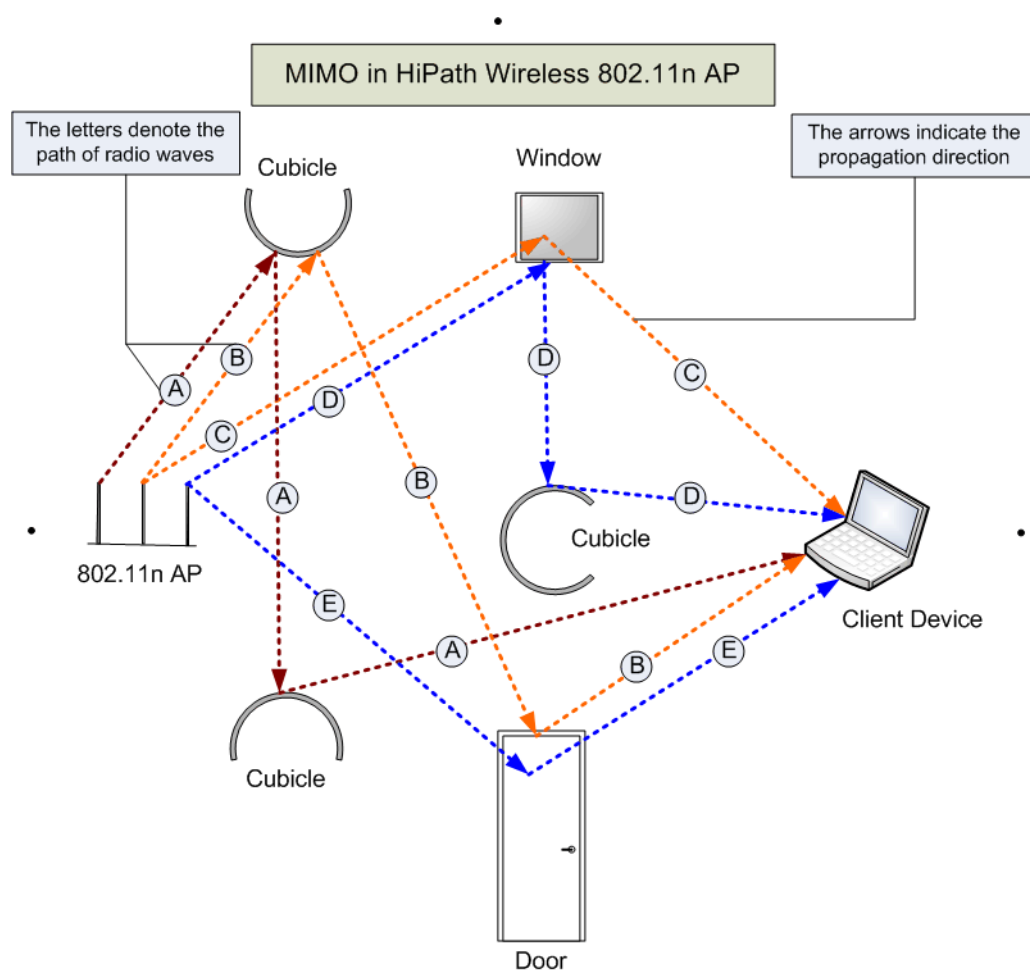 MIMO in HiPath Wireless 802.11n AP
The letters denote the
path of radio waves
The arrows indicate the
propagation direction
Cubicle
Window
A
B
C
D
D
C
B
A
D
Cubicle
802.11n AP
E
Client Device
A
B
E
Cubicle
Door